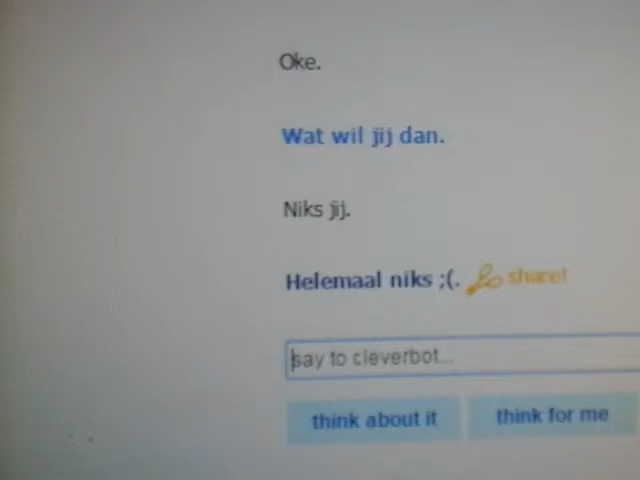 Oke.
Wat wil jij dan.
Niks jij.
Helemaal niks ;(. share!
say to cleverbot...
think about it think for me